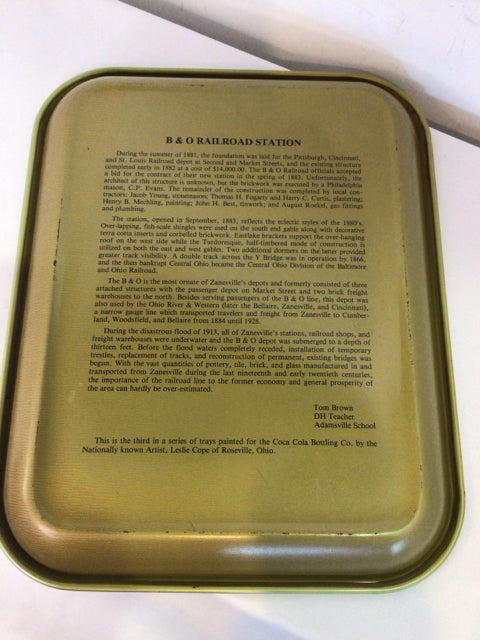 B & O RAILROAD STATION
During the summer of 1881, the foundation was laid for the Pittsburgh, Cincinnati,
and St. Louis Railroad depot at Second and Market Streets, and the existing structure
completed early in 1882 at a cost of $14,000.00. The B & O Railroad officials accepted
a bid for the contract of their new station in the spring of 1883. Unfortunately, the
architect of this structure is unknown, but the brickwork was executed by a Philadelphia
mason, C.P. Evans. The remainder of the construction was completed by local con-
tractors: Jacob Young, stonemason; Thomas H. Fogarty and Harry C. Curtis, plastering;
Henry B. Mechling, painting; John H. Best, tinwork; and August Roekel, gas fittings
and plumbing.
The station, opened in September, 1883, reflects the eclectic styles of the 1880's.
Over-lapping, fish-scale shingles were used on the south end gable along with decorative
terra cotta inserts and corbelled brickwork. Eastlake brackets support the over-hanging
roof on the west side while the Tudoresque, half-timbered mode of construction is
utilized on both the east and west gables. Two additional dormers on the latter provided
greater track visibility. A double track across the Y Bridge was in operation by 1866,
and the then bankrupt Central Ohio became the Central Ohio Division of the Baltimore
and Ohio Railroad.
The B & O is the most ornate of Zanesville's depots and formerly consisted of three
attached structures with the passenger depot on Market Street and two brick freight
warehouses to the north. Besides serving passengers of the B & O line, this depot was
also used by the Ohio River & Western (later the Bellaire, Zanesville, and Cincinnati),
a narrow gauge line which transported travelers and freight from Zanesville to Cumber-
land, Woodsfield, and Bellaire from 1884 until 1928.
During the disastrous flood of 1913, all of Zanesville's stations, railroad shops, and
freight warehouses were underwater and the B & O depot was submerged to a depth of
thirteen feet. Before the flood waters completely receded, installation of temporary
trestles, replacement of tracks, and reconstruction of permanent, existing bridges was
begun. With the vast quantities of pottery, tile, brick, and glass manufactured in and
transported from Zanesville during the last nineteenth and early twentieth centuries,
the importance of the railroad line to the former economy and general prosperity of
the area can hardly be over-estimated.
Tom Brown
DH Teacher
Adamsville School
This is the third in a series of trays painted for the Coca Cola Bottling Co. by the
Nationally known Artist, Leslie Cope of Roseville, Ohio.